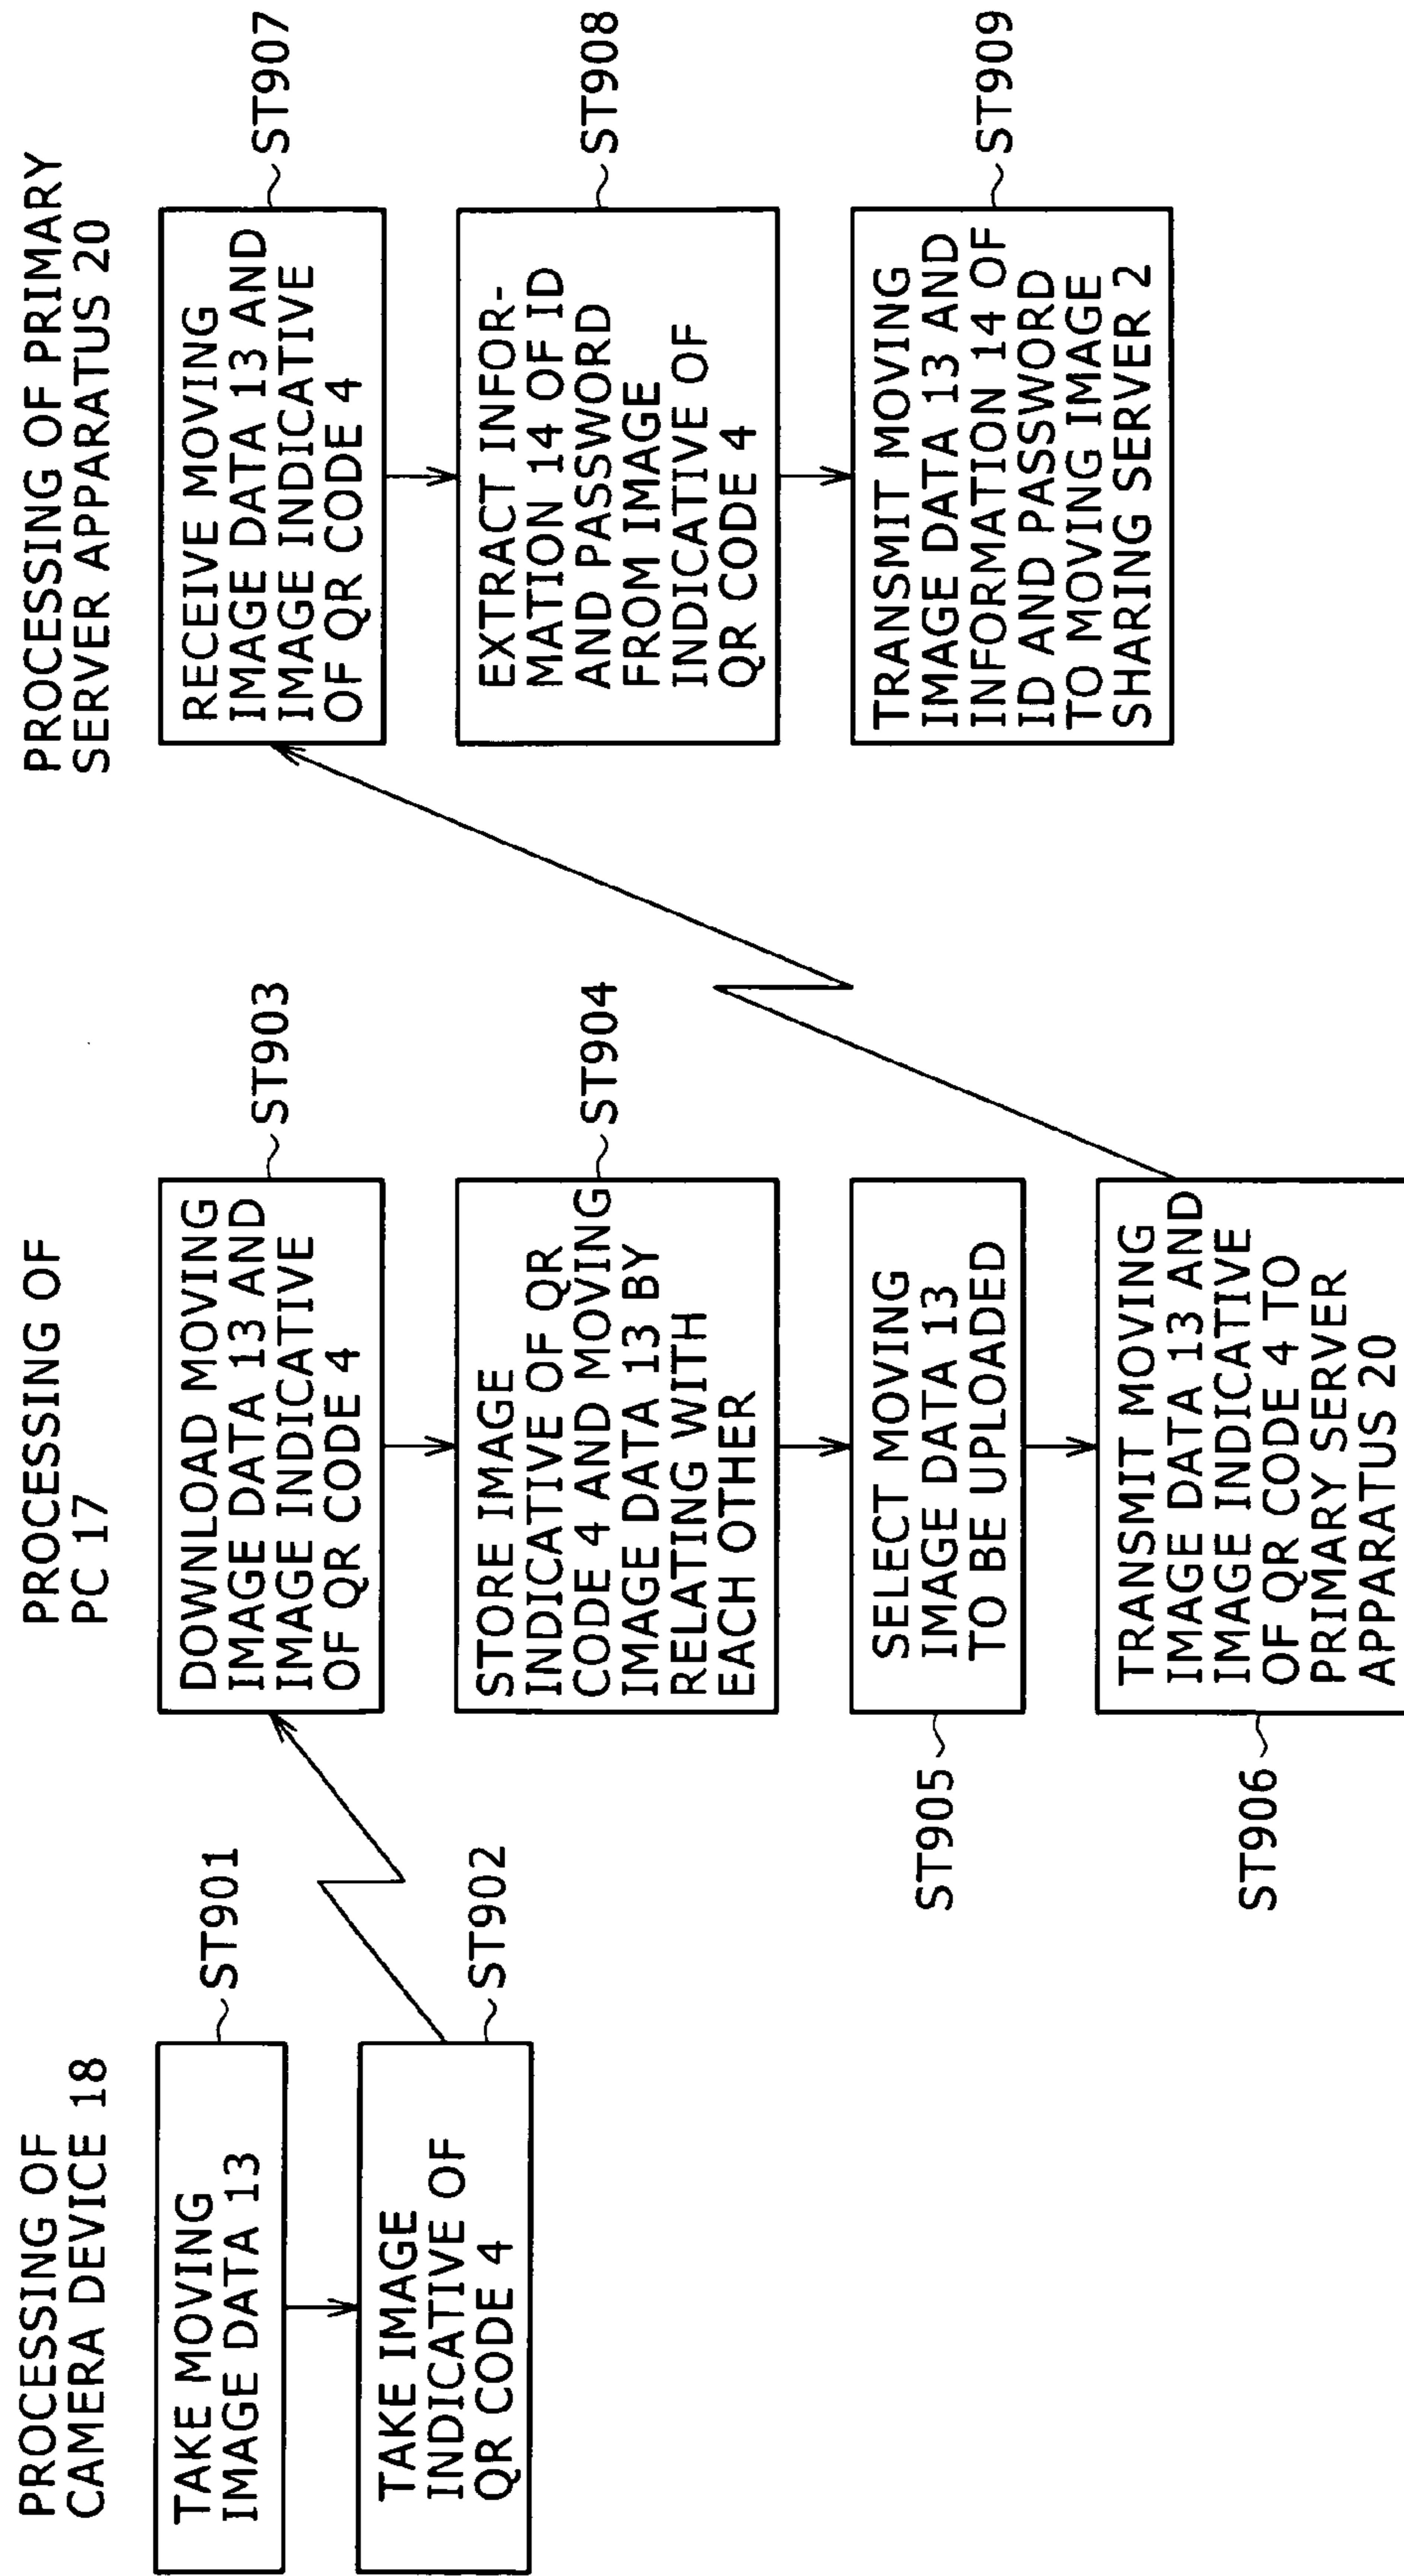 PROCESSING OF
CAMERA DEVICE 18
TAKE MOVING
IMAGE DATA 13
ST901
TAKE IMAGE
INDICATIVE OF
QR CODE 4
ST902
PROCESSING OF
PC 17
DOWNLOAD MOVING
IMAGE DATA 13 AND
IMAGE INDICATIVE
OF QR CODE 4
ST903
STORE IMAGE
INDICATIVE OF QR
CODE 4 AND MOVING
IMAGE DATA 13 BY
RELATING WITH
EACH OTHER
ST904
SELECT MOVING
IMAGE DATA 13
TO BE UPLOADED
ST905
TRANSMIT MOVING
IMAGE DATA 13 AND
IMAGE INDICATIVE
OF QR CODE 4 TO
PRIMARY SERVER
APPARATUS 20
ST906
PROCESSING OF PRIMARY
SERVER APPARATUS 20
RECEIVE MOVING
IMAGE DATA 13 AND
IMAGE INDICATIVE
OF QR CODE 4
ST907
EXTRACT INFOR-
MATION 14 OF ID
AND PASSWORD
FROM IMAGE
INDICATIVE OF
QR CODE 4
ST908
TRANSMIT MOVING
IMAGE DATA 13 AND
INFORMATION 14 OF
ID AND PASSWORD
TO MOVING IMAGE
SHARING SERVER 2
ST909